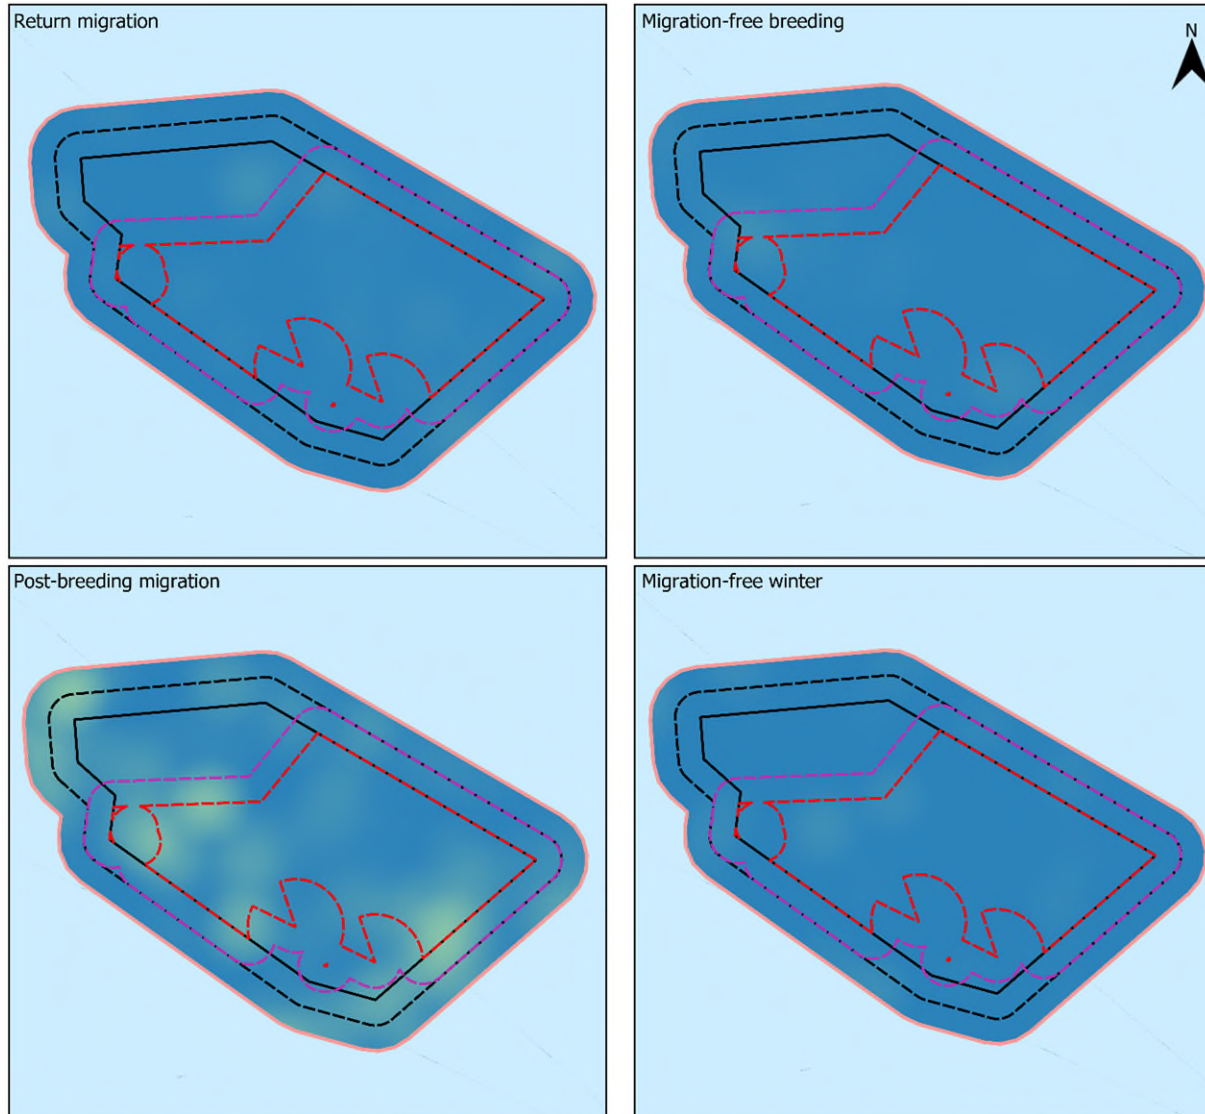 Return migration
Migration-free breeding
N
Post-breeding migration
Migration-free winter